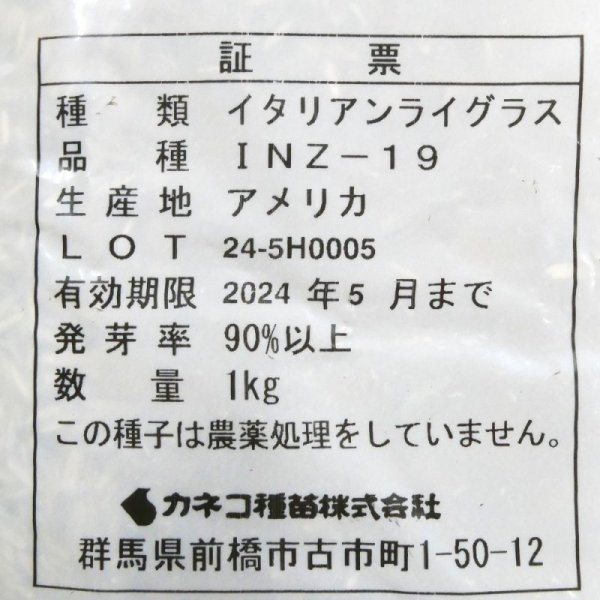 証 票
種 類 イタリアンライグラス
品 種 ＩＮＺ－１９
生産地 アメリカ
ＬＯＴ 24-5H0005
有効期限 2024 年 5 月まで
発芽率 90%以上
数 量 1kg
この種子は農薬処理をしていません。
カネコ種苗株式会社
群馬県前橋市古市町1-50-12